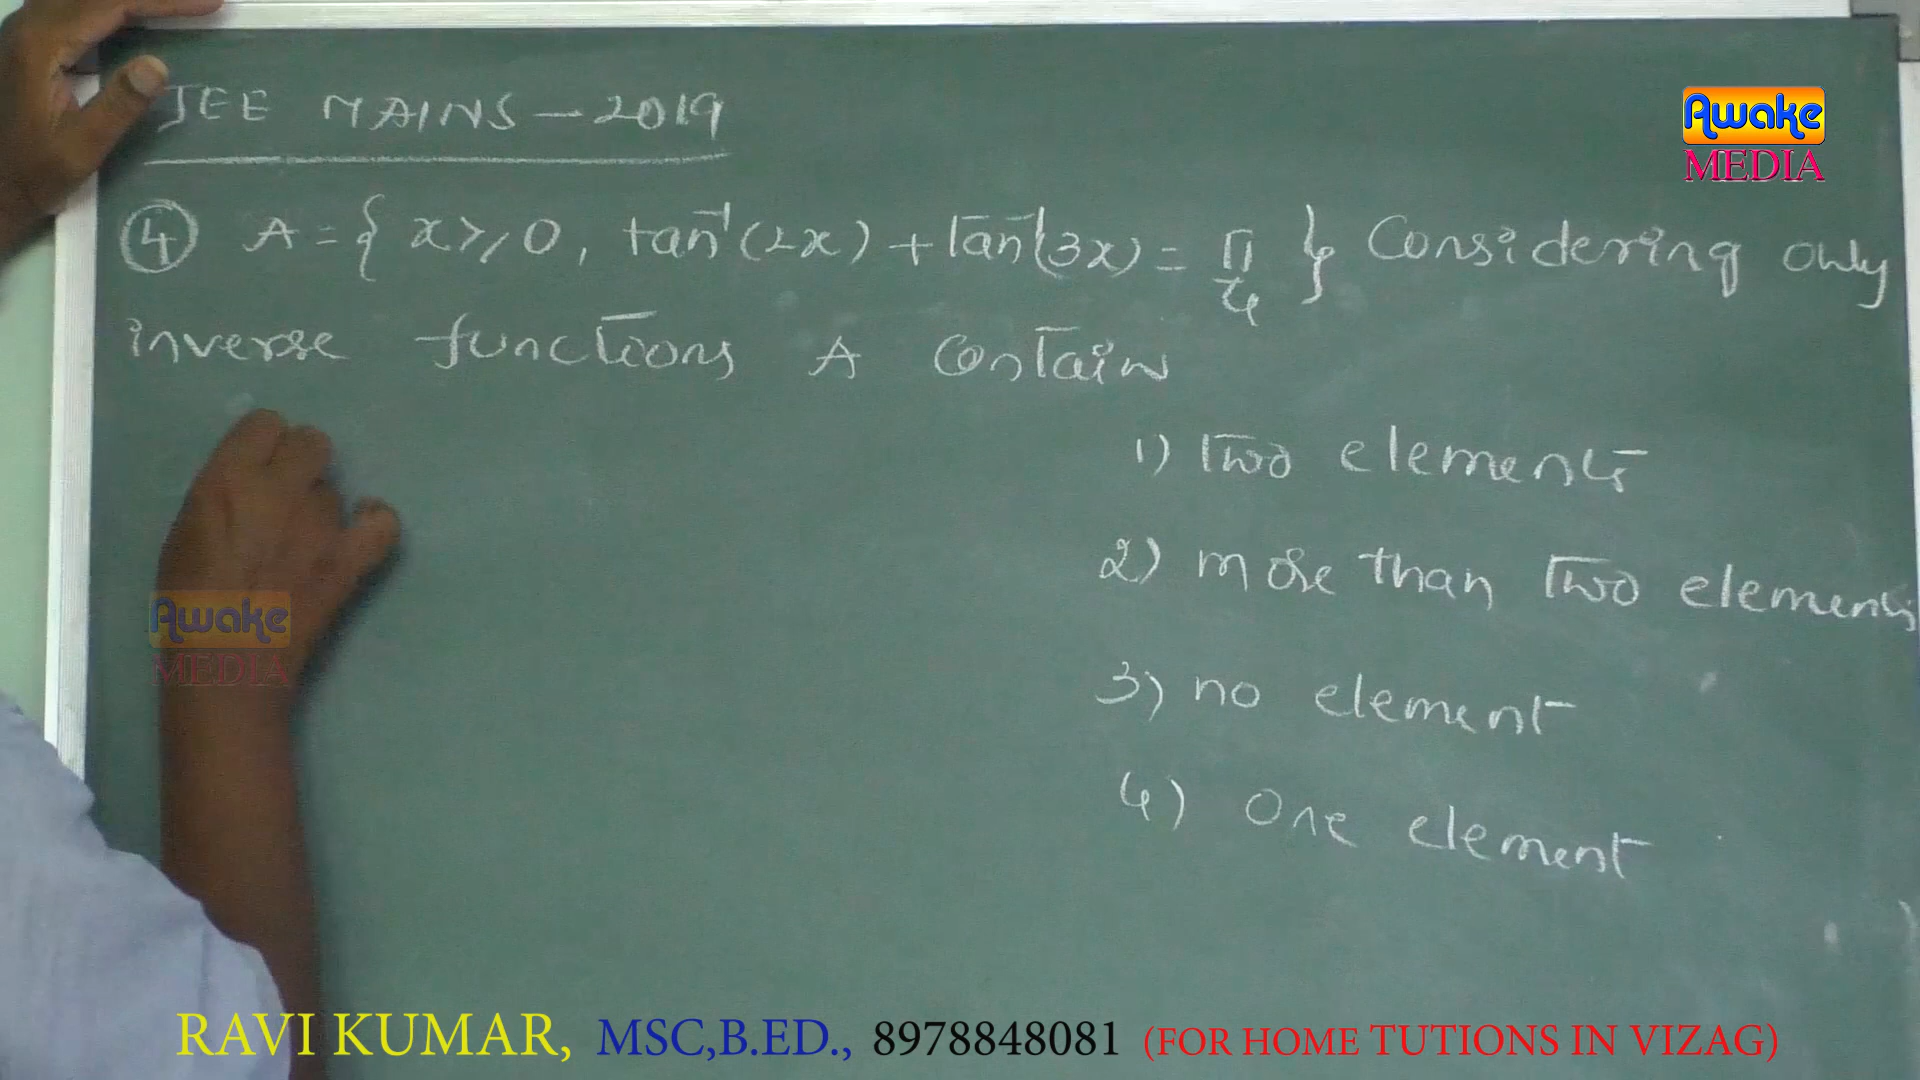 JEE MAINS - 2019
Awake
MEDIA
④ A = { x ≥ 0, tan⁻¹(2x) + tan⁻¹(3x) = π/4 } Considering only
inverse functions A contain
1) Two elements
2) more than Two elements
3) no element
4) one element
Awake
MEDIA
RAVI KUMAR, MSC,B.ED., 8978848081 (FOR HOME TUTIONS IN VIZAG)